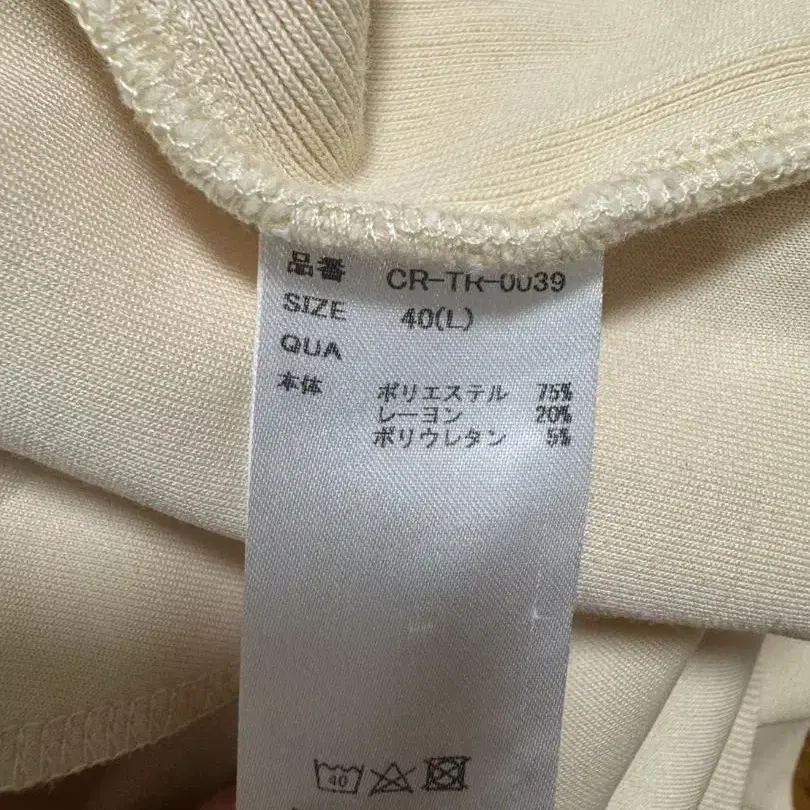 品番 CR-TR-0039
SIZE 40(L)
QUA
本体 ポリエステル 75%
レーヨン 20%
ポリウレタン 5%
40